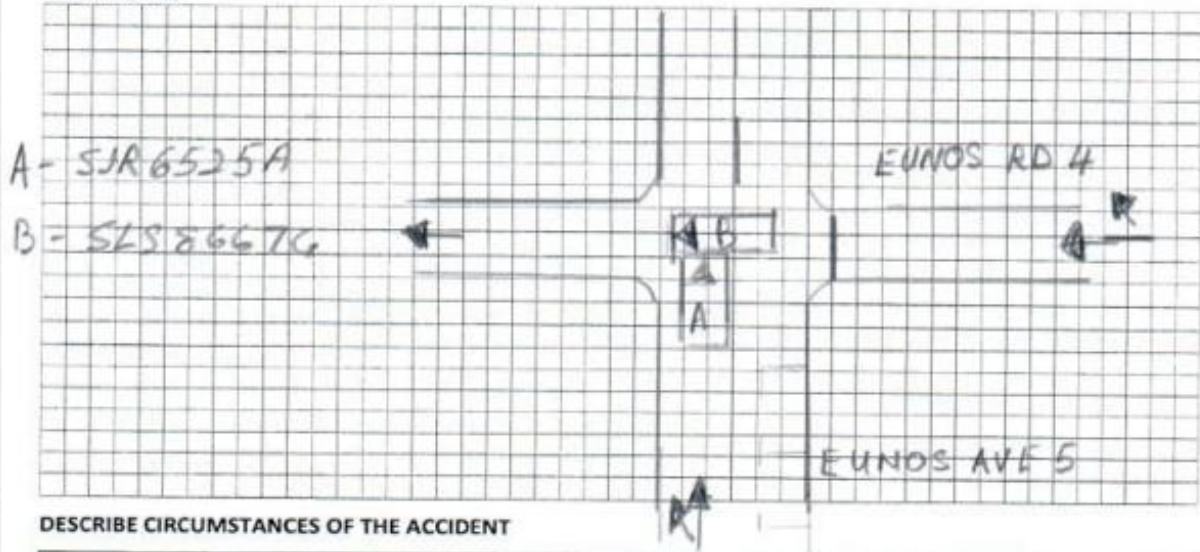 A - SJR6525A
EUNOS RD 4
B - SLS8667G
B
A
EUNOS AVE 5
DESCRIBE CIRCUMSTANCES OF THE ACCIDENT